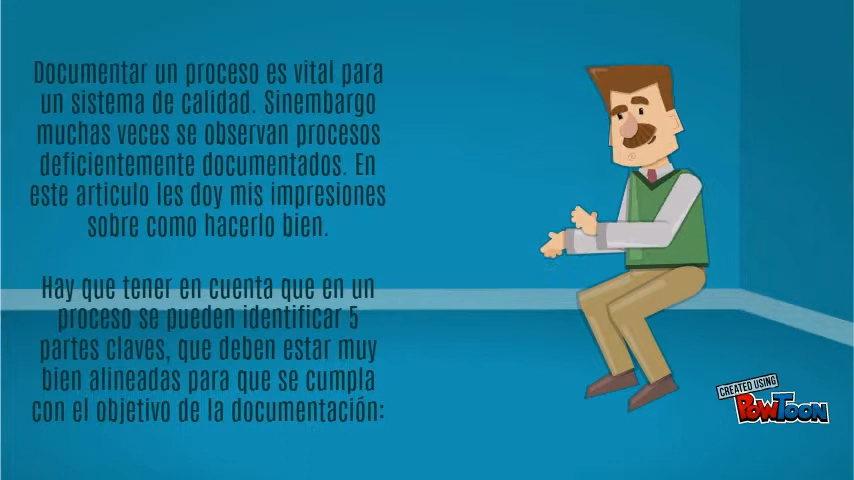 Documentar un proceso es vital para
un sistema de calidad. Sinembargo
muchas veces se observan procesos
deficientemente documentados. En
este articulo les doy mis impresiones
sobre como hacerlo bien.
Hay que tener en cuenta que en un
proceso se pueden identificar 5
partes claves, que deben estar muy
bien alineadas para que se cumpla
con el objetivo de la documentación:
CREATED USING
POWTOON